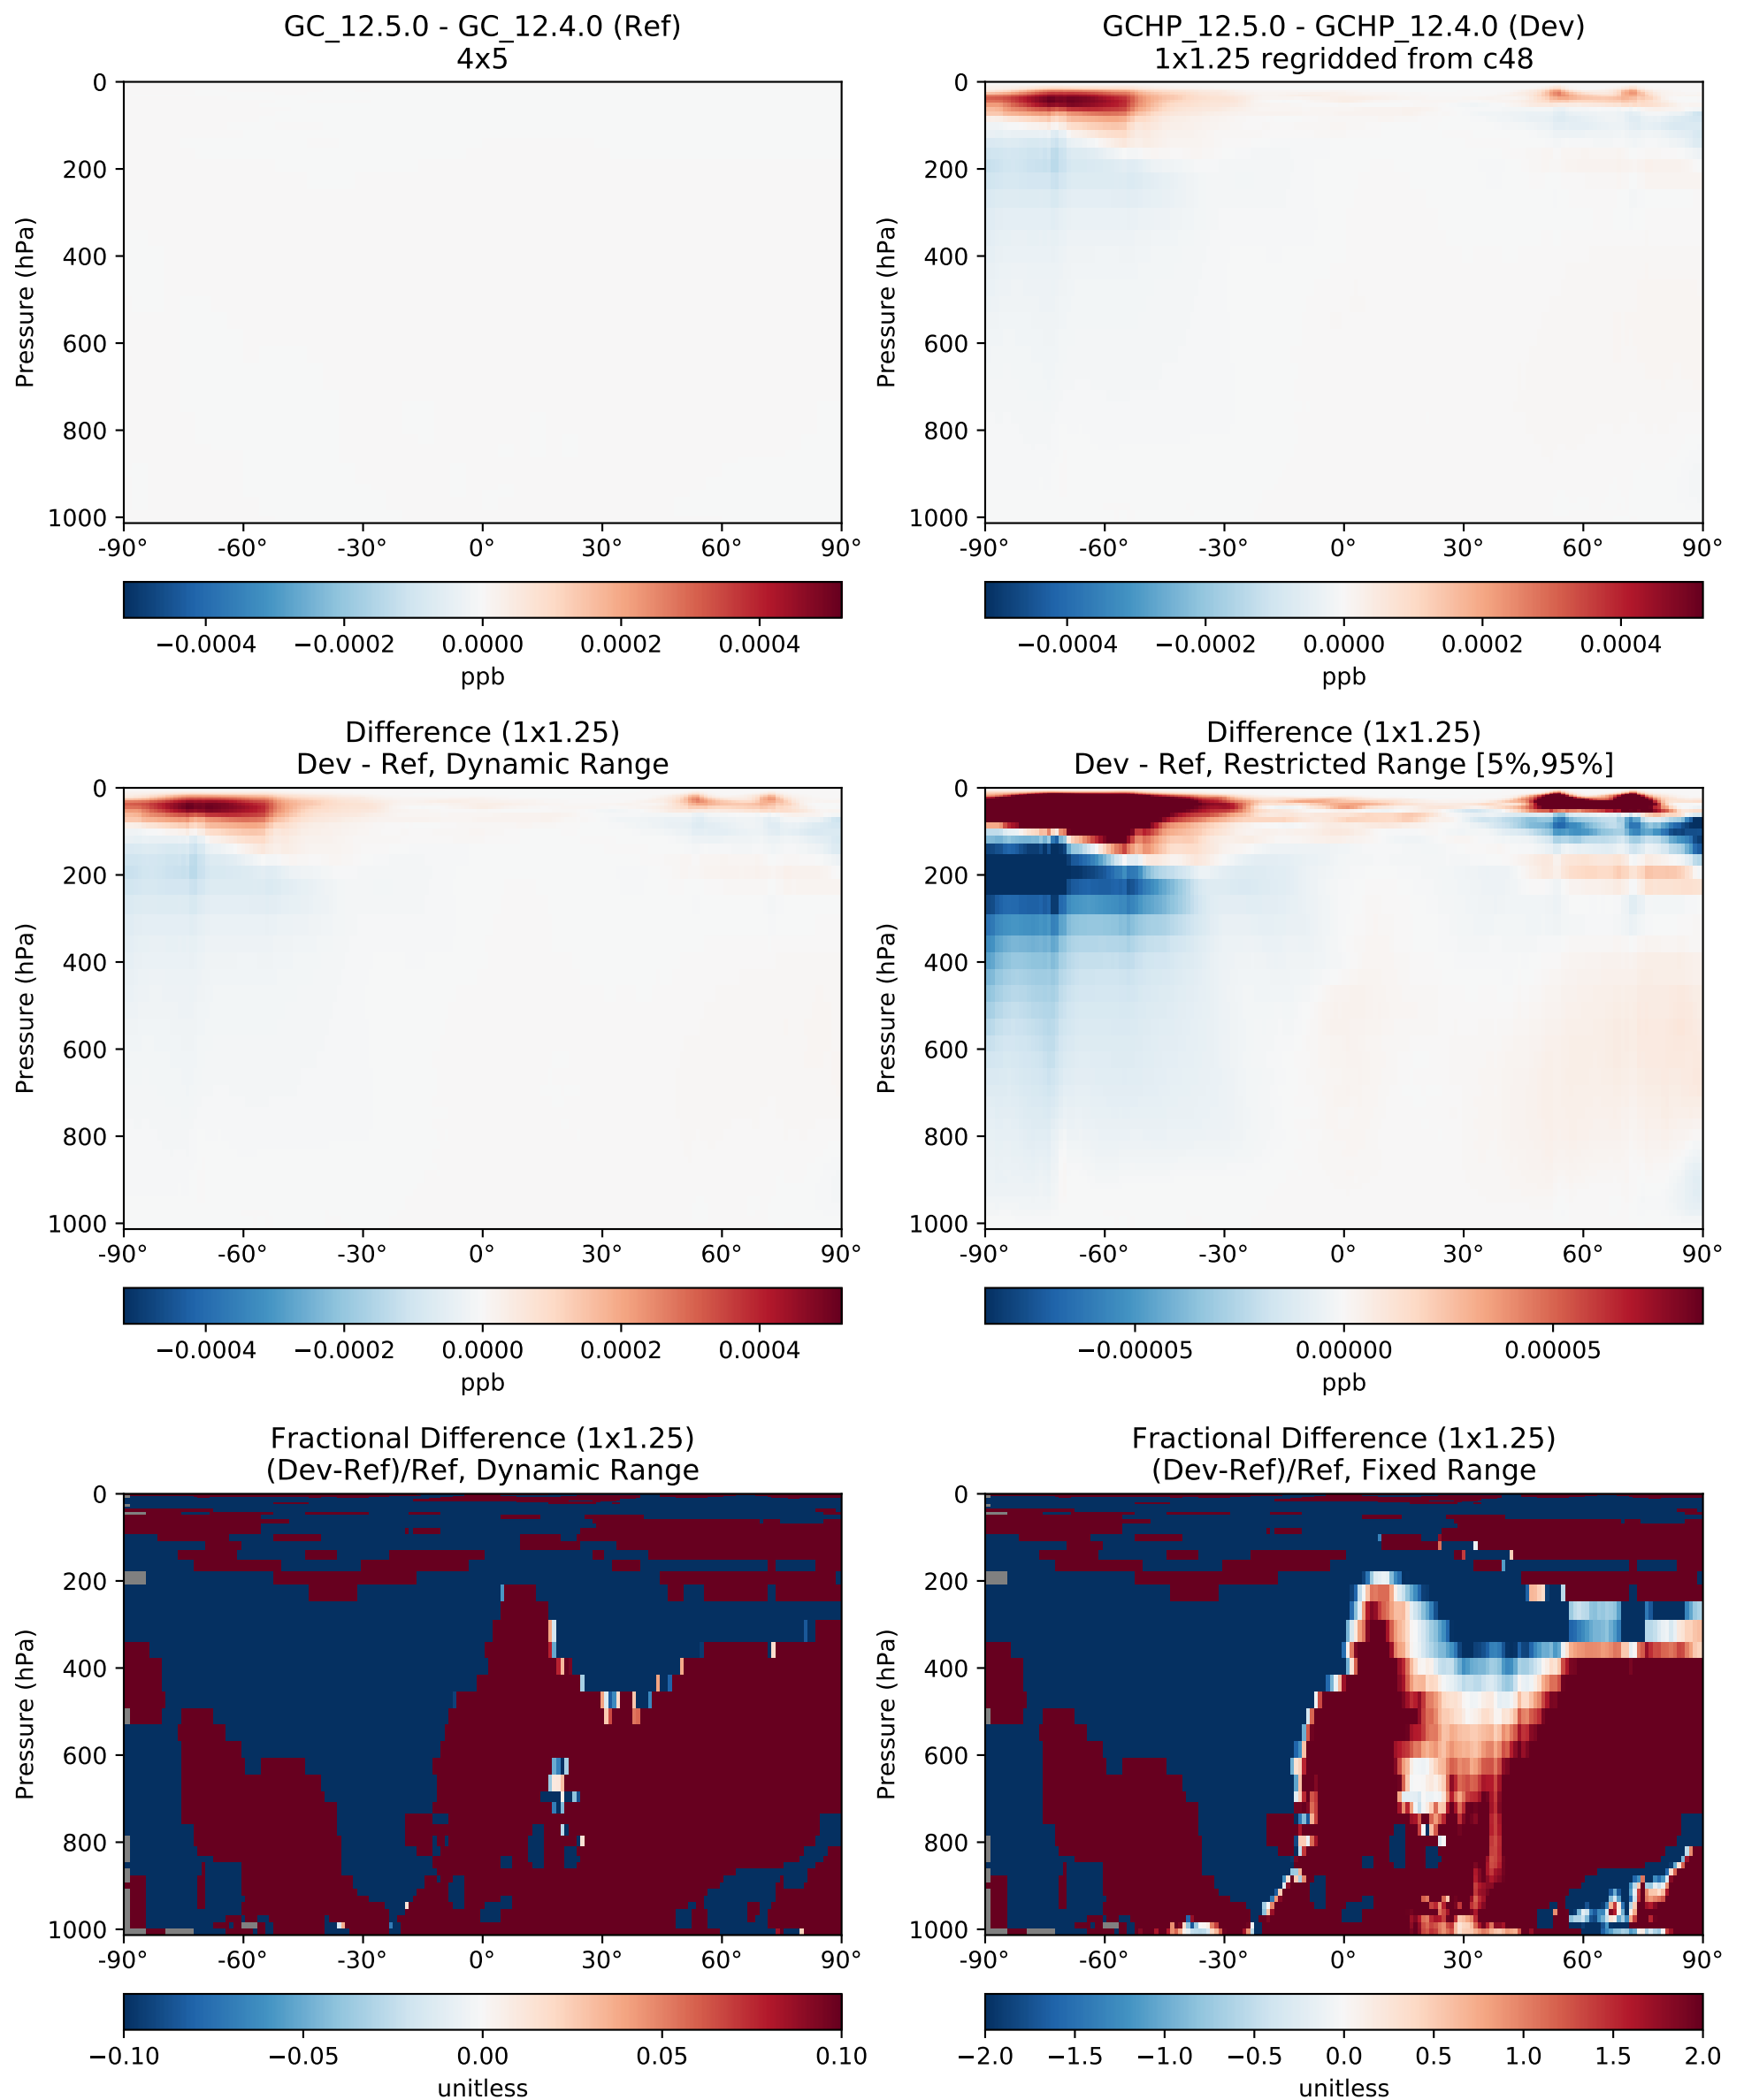 GC_12.5.0 - GC_12.4.0 (Ref)
4x5
Pressure (hPa)
0
200
400
600
800
1000
-90° -60° -30° 0° 30° 60° 90°
−0.0004 −0.0002 0.0000 0.0002 0.0004
ppb
GCHP_12.5.0 - GCHP_12.4.0 (Dev)
1x1.25 regridded from c48
Pressure (hPa)
0
200
400
600
800
1000
-90° -60° -30° 0° 30° 60° 90°
−0.0004 −0.0002 0.0000 0.0002 0.0004
ppb
Difference (1x1.25)
Dev - Ref, Dynamic Range
Pressure (hPa)
0
200
400
600
800
1000
-90° -60° -30° 0° 30° 60° 90°
−0.0004 −0.0002 0.0000 0.0002 0.0004
ppb
Difference (1x1.25)
Dev - Ref, Restricted Range [5%,95%]
Pressure (hPa)
0
200
400
600
800
1000
-90° -60° -30° 0° 30° 60° 90°
−0.00005 0.00000 0.00005
ppb
Fractional Difference (1x1.25)
(Dev-Ref)/Ref, Dynamic Range
Pressure (hPa)
0
200
400
600
800
1000
-90° -60° -30° 0° 30° 60° 90°
−0.10 −0.05 0.00 0.05 0.10
unitless
Fractional Difference (1x1.25)
(Dev-Ref)/Ref, Fixed Range
Pressure (hPa)
0
200
400
600
800
1000
-90° -60° -30° 0° 30° 60° 90°
−2.0 −1.5 −1.0 −0.5 0.0 0.5 1.0 1.5 2.0
unitless